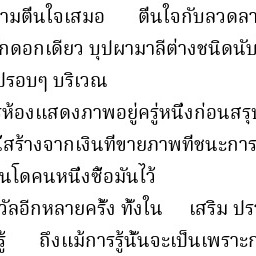 ามตื่นใจเสมอ ตื่นใจกับลวดลา
กดอกเดียว บุปผามาลีต่างชนิดนับ
ปรอบๆ บริเวณ
ห้องแสดงภาพอยู่ครู่หนึ่งก่อนสรุป
สร้างจากเงินที่ขายภาพที่ชนะการ
นโดคนหนึ่งซื้อมันไว้
วัลอีกหลายครั้ง ทั้งใน เสริม ปร
รู้ ถึงแม้การรู้นั้นจะเป็นเพราะก